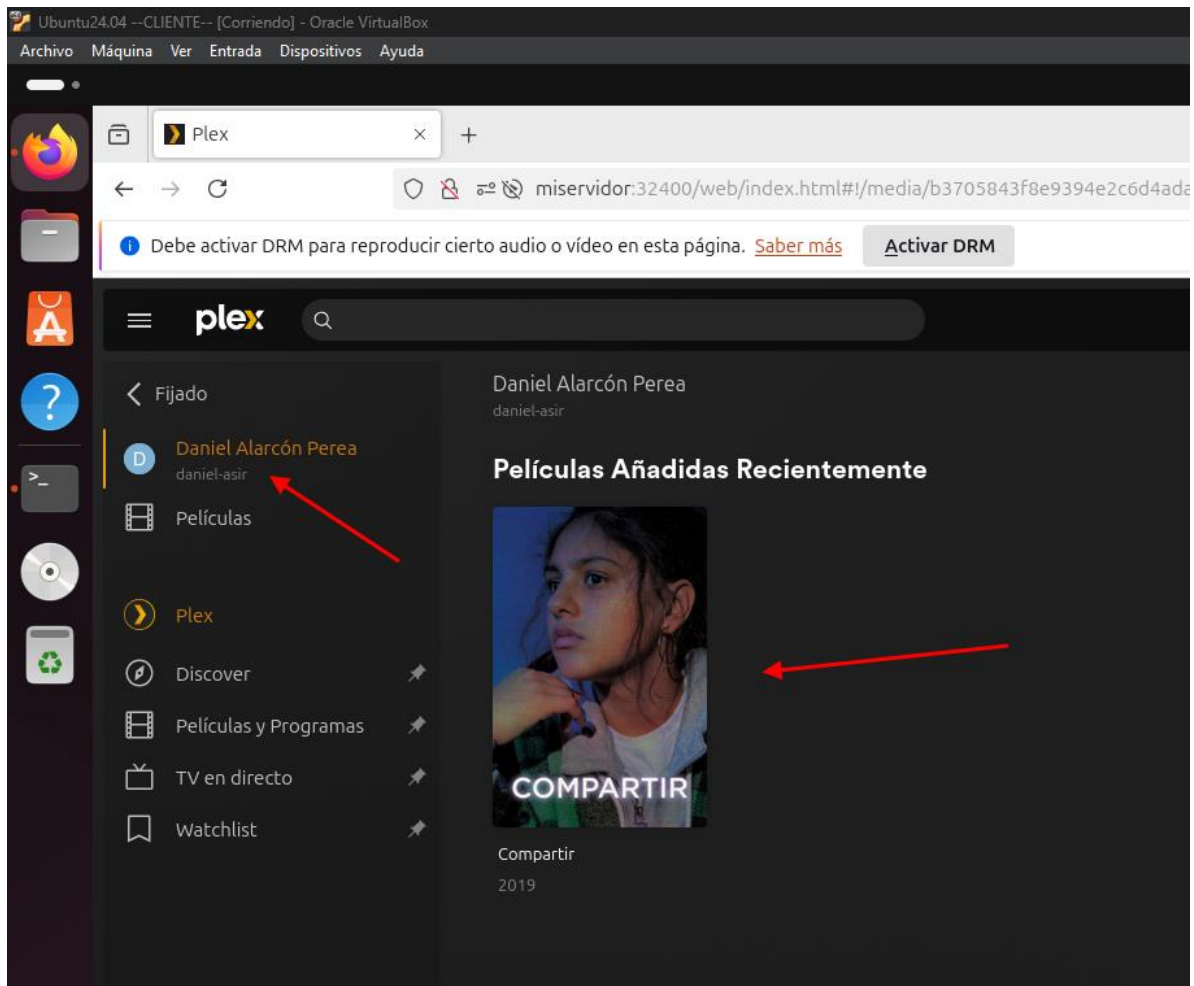 Ubuntu24.04 --CLIENTE-- [Corriendo] - Oracle VirtualBox
Archivo Máquina Ver Entrada Dispositivos Ayuda
Plex
miservidor:32400/web/index.html#!/media/b3705843f8e9394e2c6d4ada
Debe activar DRM para reproducir cierto audio o vídeo en esta página. Saber más Activar DRM
plex
Fijado
Daniel Alarcón Perea
daniel-asir
Películas
Plex
Discover
Películas y Programas
TV en directo
Watchlist
Daniel Alarcón Perea
daniel-asir
Películas Añadidas Recientemente
COMPARTIR
Compartir
2019